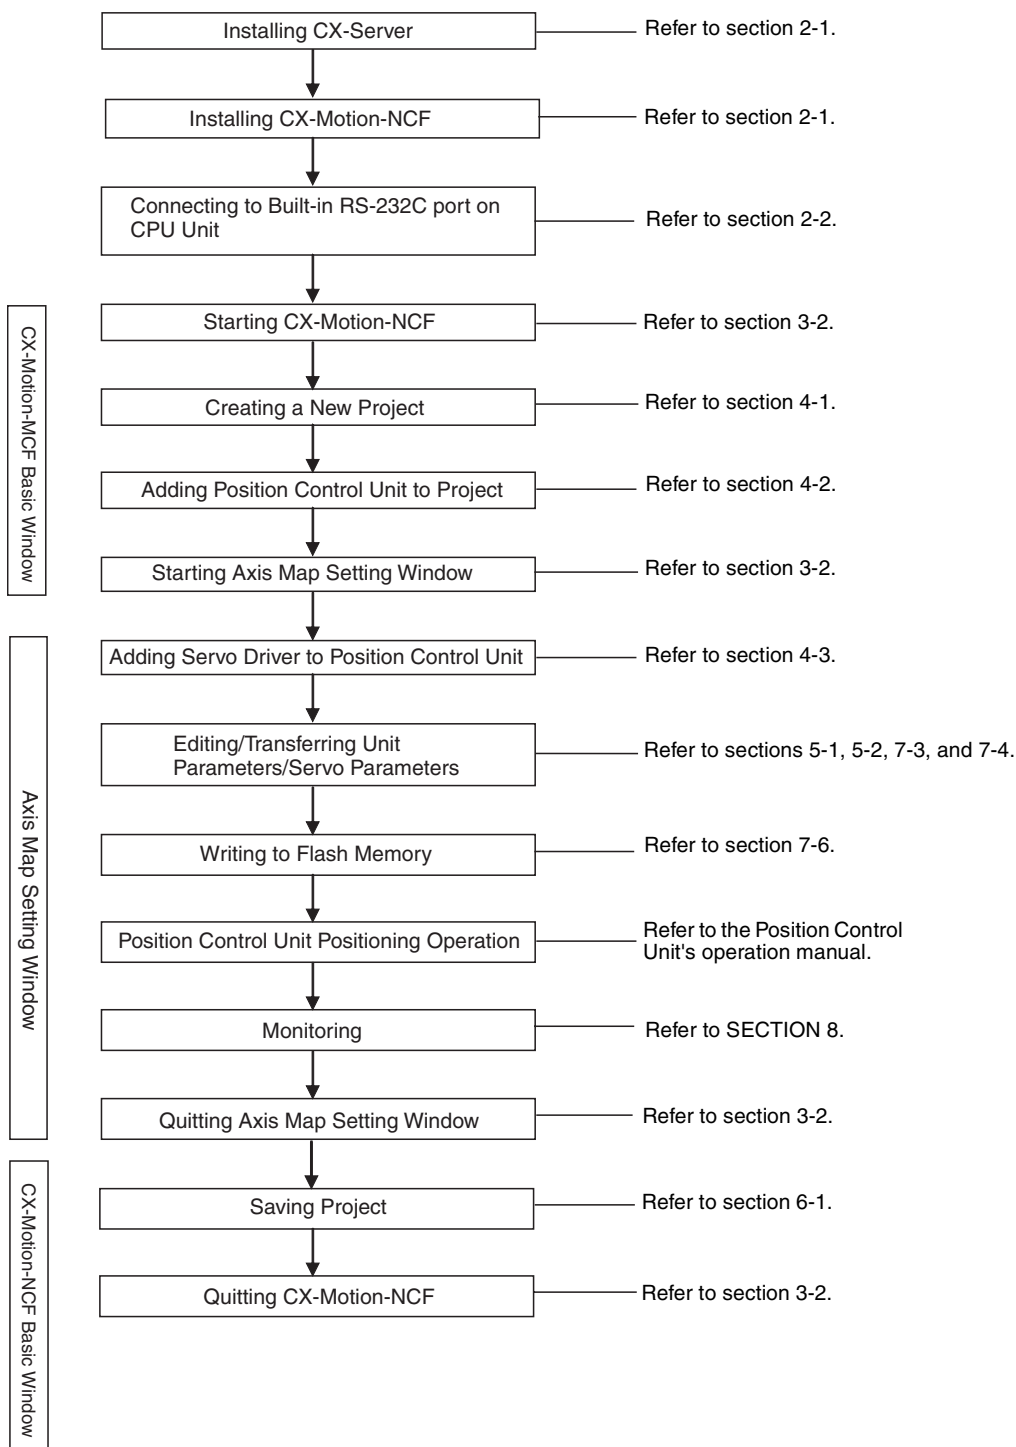 Installing CX-Server
Refer to section 2-1.
Installing CX-Motion-NCF
Refer to section 2-1.
Connecting to Built-in RS-232C port on
CPU Unit
Refer to section 2-2.
CX-Motion-MCF Basic Window
Starting CX-Motion-NCF
Refer to section 3-2.
Creating a New Project
Refer to section 4-1.
Adding Position Control Unit to Project
Refer to section 4-2.
Starting Axis Map Setting Window
Refer to section 3-2.
Axis Map Setting Window
Adding Servo Driver to Position Control Unit
Refer to section 4-3.
Editing/Transferring Unit
Parameters/Servo Parameters
Refer to sections 5-1, 5-2, 7-3, and 7-4.
Writing to Flash Memory
Refer to section 7-6.
Position Control Unit Positioning Operation
Refer to the Position Control
Unit's operation manual.
Monitoring
Refer to SECTION 8.
Quitting Axis Map Setting Window
Refer to section 3-2.
CX-Motion-NCF Basic Window
Saving Project
Refer to section 6-1.
Quitting CX-Motion-NCF
Refer to section 3-2.